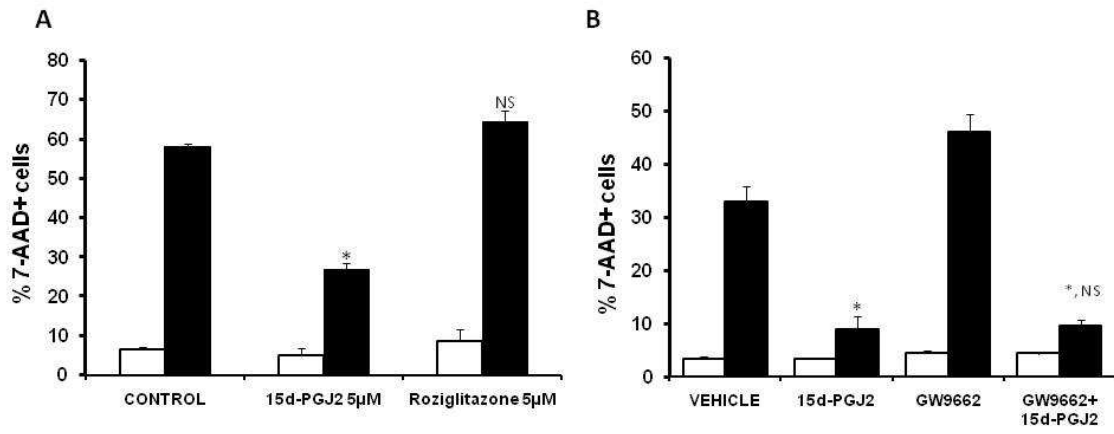 A
% 7-AAD+ cells
80
70
60
50
40
30
20
10
0
NS
*
CONTROL
15d-PGJ2 5µM
Roziglitazone 5µM
B
% 7-AAD+ cells
60
50
40
30
20
10
0
*
*, NS
VEHICLE
15d-PGJ2
GW9662
GW9662+
15d-PGJ2